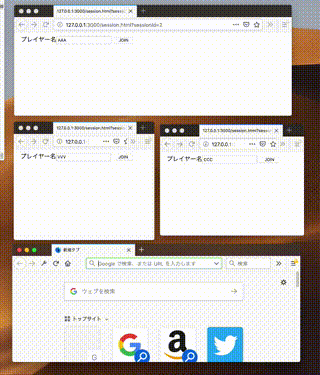 127.0.0.1:3000/session.html?sessio
127.0.0.1:3000/session.html?sessionId=2
プレイヤー名 AAA JOIN
127.0.0.1:3000/session.html?sess
127.0.0.1
プレイヤー名 VVV JOIN
127.0.0.1:3000/session.html?sess
127.0.0.1
プレイヤー名 CCC JOIN
新規タブ
Google で検索、または URL を入力します
検索
ウェブを検索
トップサイト